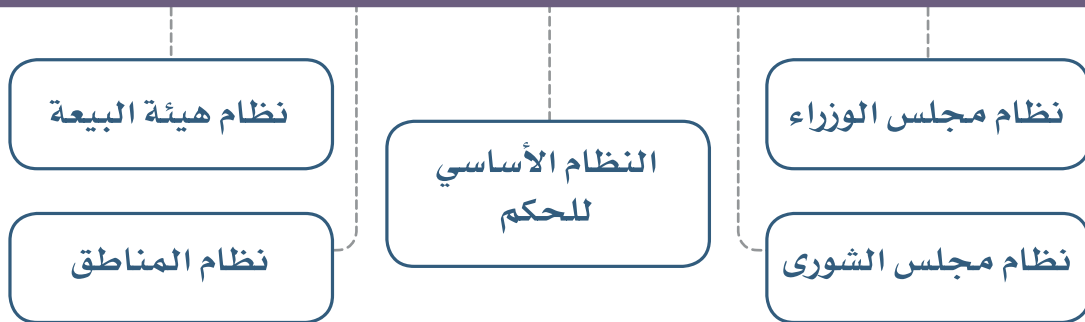 نظام مجلس الوزراء
نظام هيئة البيعة
النظام الأساسي
للحكم
نظام مجلس الشورى
نظام المناطق